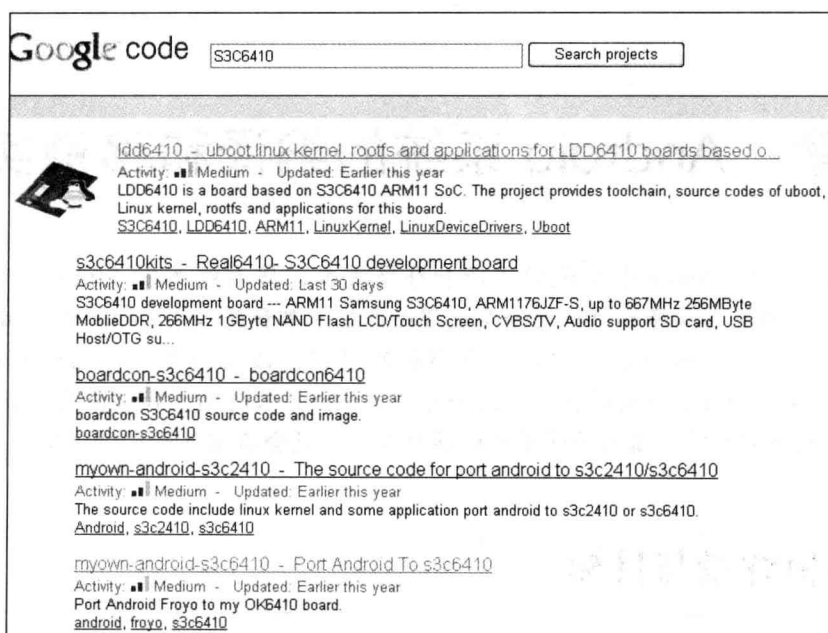 Google code S3C6410 Search projects
ldd6410 - uboot,linux kernel, rootfs and applications for LDD6410 boards based o...
Activity: Medium - Updated: Earlier this year
LDD6410 is a board based on S3C6410 ARM11 SoC. The project provides toolchain, source codes of uboot,
Linux kernel, rootfs and applications for this board.
S3C6410, LDD6410, ARM11, LinuxKernel, LinuxDeviceDrivers, Uboot
s3c6410kits - Real6410- S3C6410 development board
Activity: Medium - Updated: Last 30 days
S3C6410 development board --- ARM11 Samsung S3C6410, ARM1176JZF-S, up to 667MHz 256MByte
MoblieDDR, 266MHz 1GByte NAND Flash LCD/Touch Screen, CVBS/TV, Audio support SD card, USB
Host/OTG su...
boardcon-s3c6410 - boardcon6410
Activity: Medium - Updated: Earlier this year
boardcon S3C6410 source code and image.
boardcon-s3c6410
myown-android-s3c2410 - The source code for port android to s3c2410/s3c6410
Activity: Medium - Updated: Earlier this year
The source code include linux kernel and some application port android to s3c2410 or s3c6410.
Android, s3c2410, s3c6410
myown-android-s3c6410 - Port Android To s3c6410
Activity: Medium - Updated: Earlier this year
Port Android Froyo to my OK6410 board.
android, froyo, s3c6410